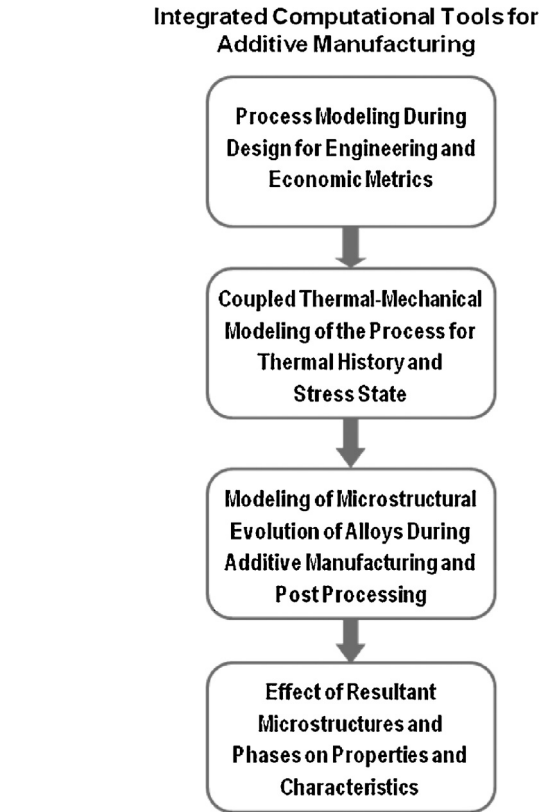 Integrated Computational Tools for
Additive Manufacturing
Process Modeling During
Design for Engineering and
Economic Metrics
Coupled Thermal-Mechanical
Modeling of the Process for
Thermal History and
Stress State
Modeling of Microstructural
Evolution of Alloys During
Additive Manufacturing and
Post Processing
Effect of Resultant
Microstructures and
Phases on Properties and
Characteristics